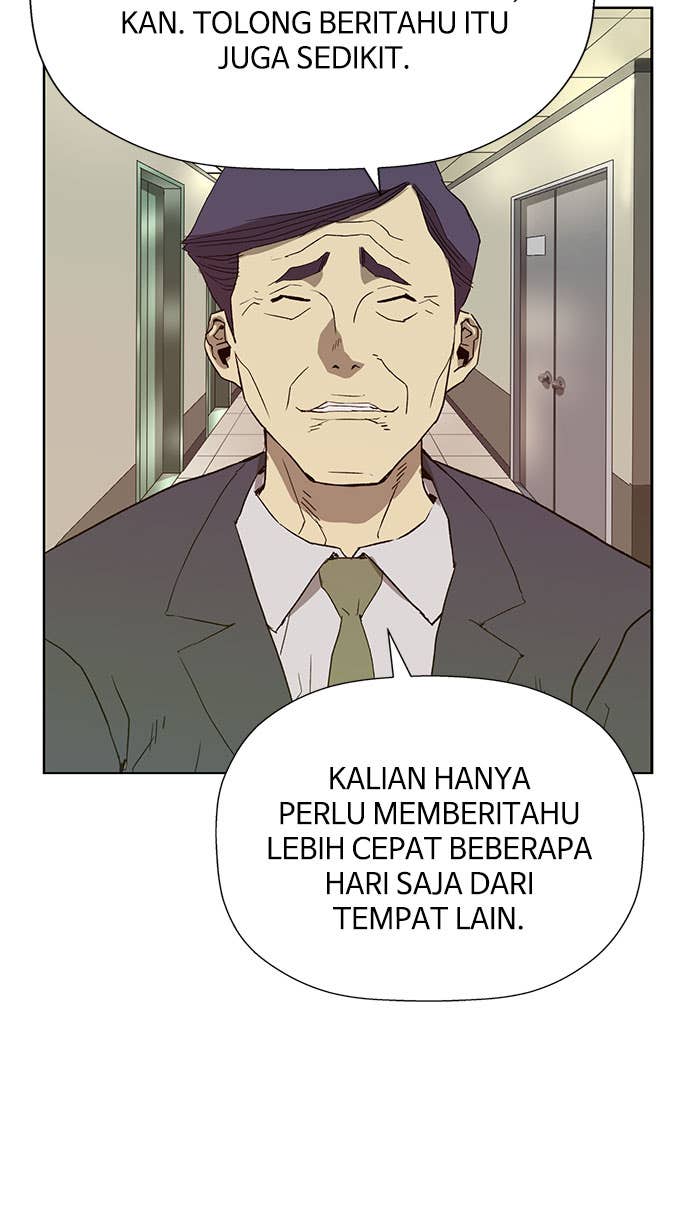 KAN. TOLONG BERITAHU ITU
JUGA SEDIKIT.
KALIAN HANYA
PERLU MEMBERITAHU
LEBIH CEPAT BEBERAPA
HARI SAJA DARI
TEMPAT LAIN.